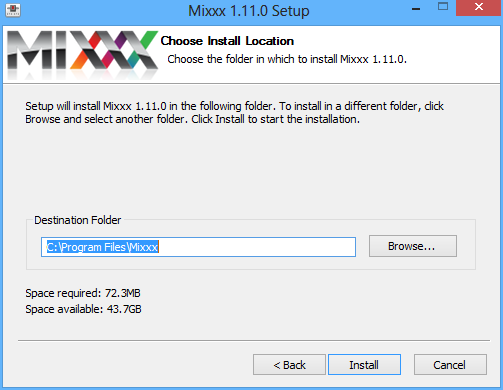 Mixxx 1.11.0 Setup
MIXXX
Choose Install Location
Choose the folder in which to install Mixxx 1.11.0.
Setup will install Mixxx 1.11.0 in the following folder. To install in a different folder, click
Browse and select another folder. Click Install to start the installation.
Destination Folder
C:\Program Files\Mixxx
Browse...
Space required: 72.3MB
Space available: 43.7GB
< Back
Install
Cancel